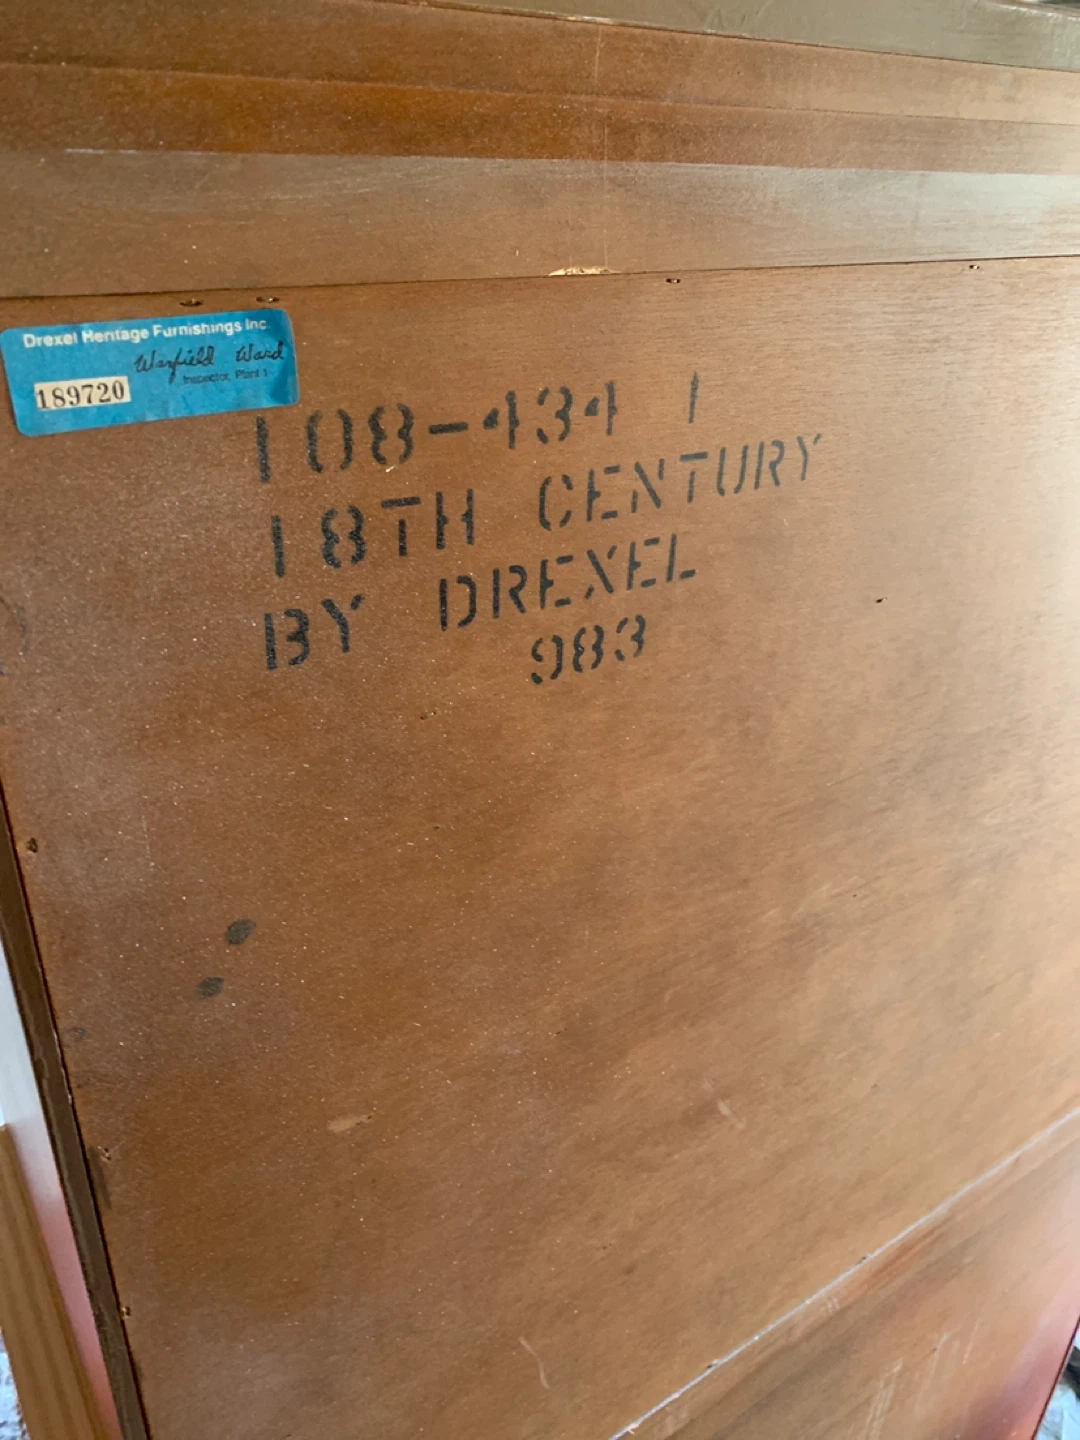 Drexel Heritage Furnishings Inc.
Warfield Ward
Inspector, Plant 1
189720
108-434 1
18TH CENTURY
BY DREXEL
983